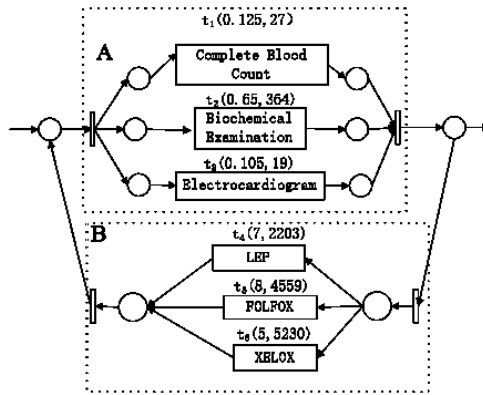 t₁(0.125, 27)
A
Complete Blood
Count
t₂(0.65, 364)
Biochemical
Examination
t₃(0.105, 19)
Electrocardiogram
B
t₄(7, 2203)
LEP
t₅(8, 4559)
FOLFOX
t₆(5, 5230)
XELOX